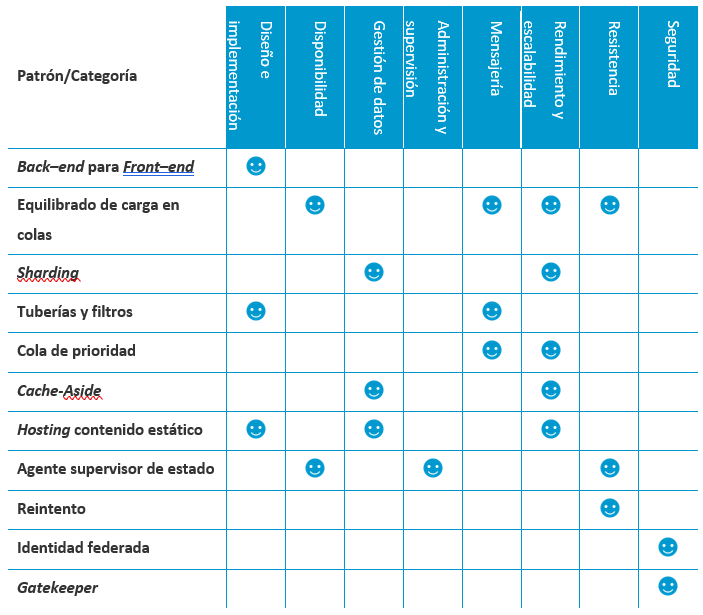 Patrón/Categoría
Diseño e
implementación
Disponibilidad
Gestión de datos
Administración y
supervisión
Mensajería
Rendimiento y
escalabilidad
Resistencia
Seguridad
Back–end para Front–end
Equilibrado de carga en
colas
Sharding
Tuberías y filtros
Cola de prioridad
Cache-Aside
Hosting contenido estático
Agente supervisor de estado
Reintento
Identidad federada
Gatekeeper